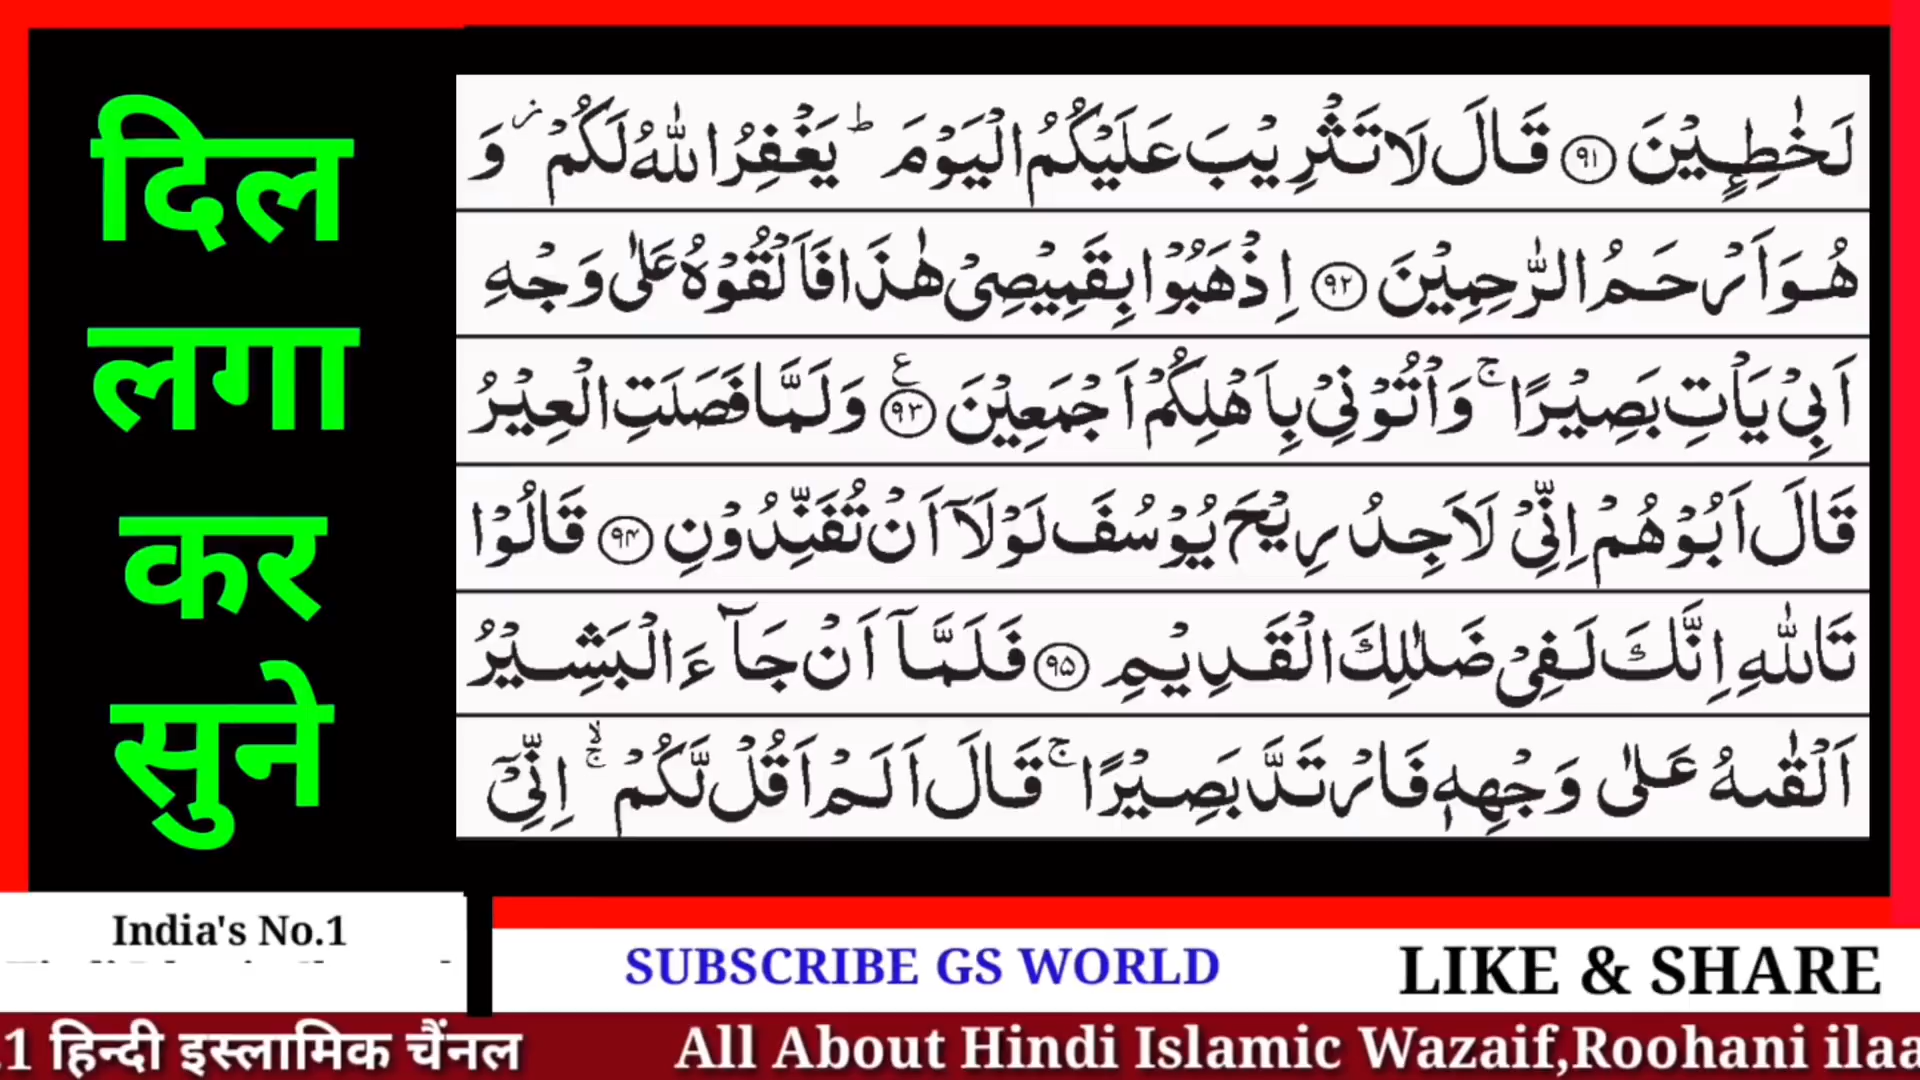 दिल
लगा
कर
सुने
لَخٰطِـِٕيْنَ ﴿۹۱﴾ قَالَ لَا تَثْرِيْبَ عَلَيْكُمُ الْيَوْمَ ؕ يَغْفِرُ اللّٰهُ لَكُمْ ؗ وَ
هُوَ اَرْحَمُ الرّٰحِمِيْنَ ﴿۹۲﴾ اِذْهَبُوْا بِقَمِيْصِيْ هٰذَا فَاَلْقُوْهُ عَلٰى وَجْهِ
اَبِيْ يَاْتِ بَصِيْرًا ۚ وَاْتُوْنِيْ بِاَهْلِكُمْ اَجْمَعِيْنَ ﴿۹۳﴾ ع وَلَمَّا فَصَلَتِ الْعِيْرُ
قَالَ اَبُوْهُمْ اِنِّيْ لَاَجِدُ رِيْحَ يُوْسُفَ لَوْلَاۤ اَنْ تُفَنِّدُوْنِ ﴿۹۴﴾ قَالُوْا
تَاللّٰهِ اِنَّكَ لَفِيْ ضَلٰلِكَ الْقَدِيْمِ ﴿۹۵﴾ فَلَمَّاۤ اَنْ جَآءَ الْبَشِيْرُ
اَلْقٰىهُ عَلٰى وَجْهِهٖ فَارْتَدَّ بَصِيْرًا ۚ قَالَ اَلَمْ اَقُلْ لَّكُمْ ۙۚ اِنِّيْۤ
India's No.1
SUBSCRIBE GS WORLD
LIKE & SHARE
.1 हिन्दी इस्लामिक चैंनल All About Hindi Islamic Wazaif,Roohani ilaa